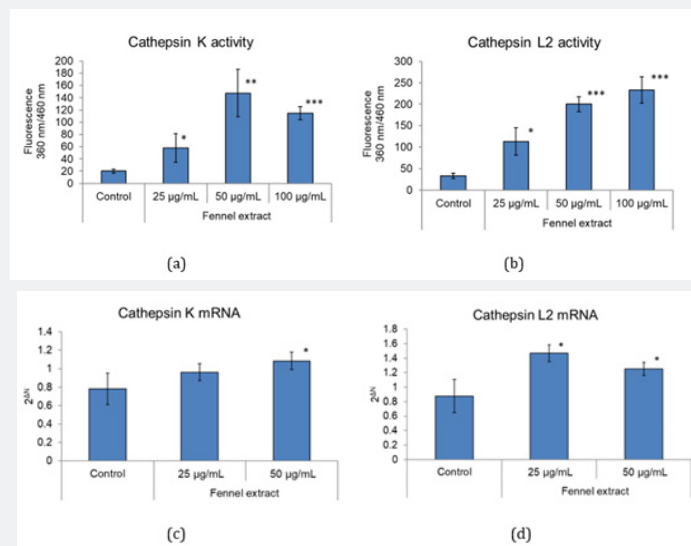 Cathepsin K activity
Fluorescence
360 nm/460 nm
200
180
160
140
120
100
80
60
40
20
0
*
**
***
Control
25 µg/mL
50 µg/mL
100 µg/mL
Fennel extract
(a)
Cathepsin L2 activity
Fluorescence
360 nm/460 nm
300
250
200
150
100
50
0
*
***
***
Control
25 µg/mL
50 µg/mL
100 µg/mL
Fennel extract
(b)
Cathepsin K mRNA
2^ΔN
1.4
1.2
1
0.8
0.6
0.4
0.2
0
*
Control
25 µg/mL
50 µg/mL
Fennel extract
(c)
Cathepsin L2 mRNA
2^ΔN
1.8
1.6
1.4
1.2
1
0.8
0.6
0.4
0.2
0
*
*
Control
25 µg/mL
50 µg/mL
Fennel extract
(d)